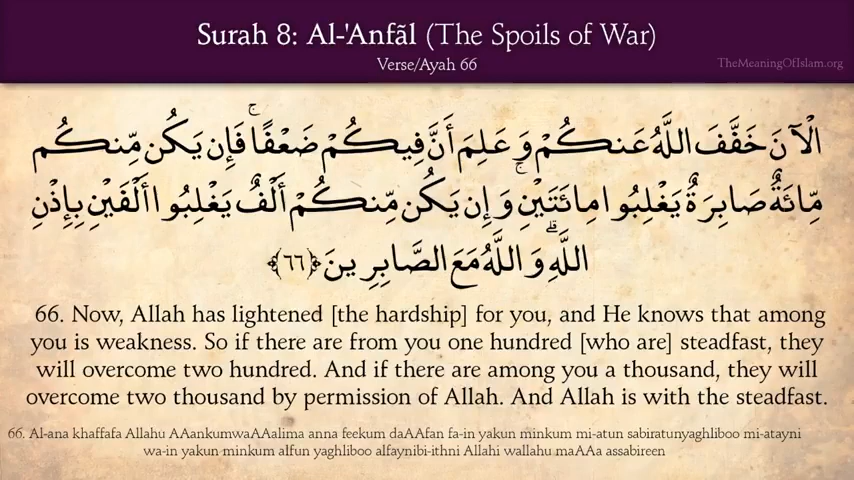 Surah 8: Al-'Anfãl (The Spoils of War)
Verse/Ayah 66
TheMeaningOfIslam.org
الْآنَ خَفَّفَ اللَّهُ عَنكُمْ وَعَلِمَ أَنَّ فِيكُمْ ضَعْفًا ۚ فَإِن يَكُن مِّنكُم
مِّائَةٌ صَابِرَةٌ يَغْلِبُوا مِائَتَيْنِ ۚ وَإِن يَكُن مِّنكُمْ أَلْفٌ يَغْلِبُوا أَلْفَيْنِ بِإِذْنِ
اللَّهِ ۗ وَاللَّهُ مَعَ الصَّابِرِينَ ﴿٦٦﴾
66. Now, Allah has lightened [the hardship] for you, and He knows that among
you is weakness. So if there are from you one hundred [who are] steadfast, they
will overcome two hundred. And if there are among you a thousand, they will
overcome two thousand by permission of Allah. And Allah is with the steadfast.
66. Al-ana khaffafa Allahu AAankumwaAAalima anna feekum daAAfan fa-in yakun minkum mi-atun sabiratunyaghliboo mi-atayni
wa-in yakun minkum alfun yaghliboo alfaynibi-ithni Allahi wallahu maAAa assabireen